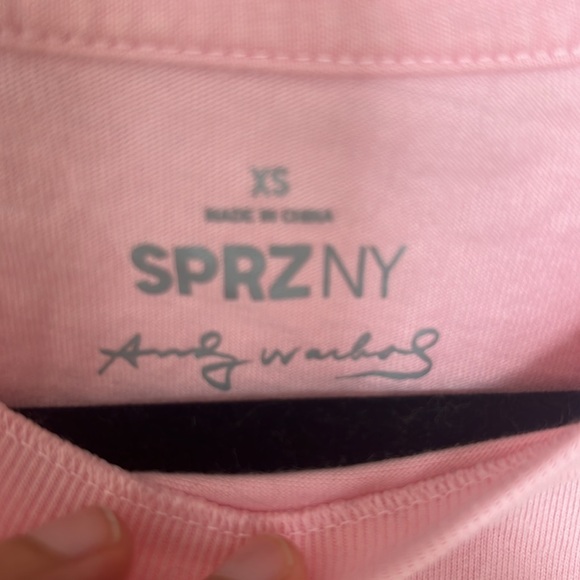 XS
MADE IN CHINA
SPRZNY
Andy Warhol